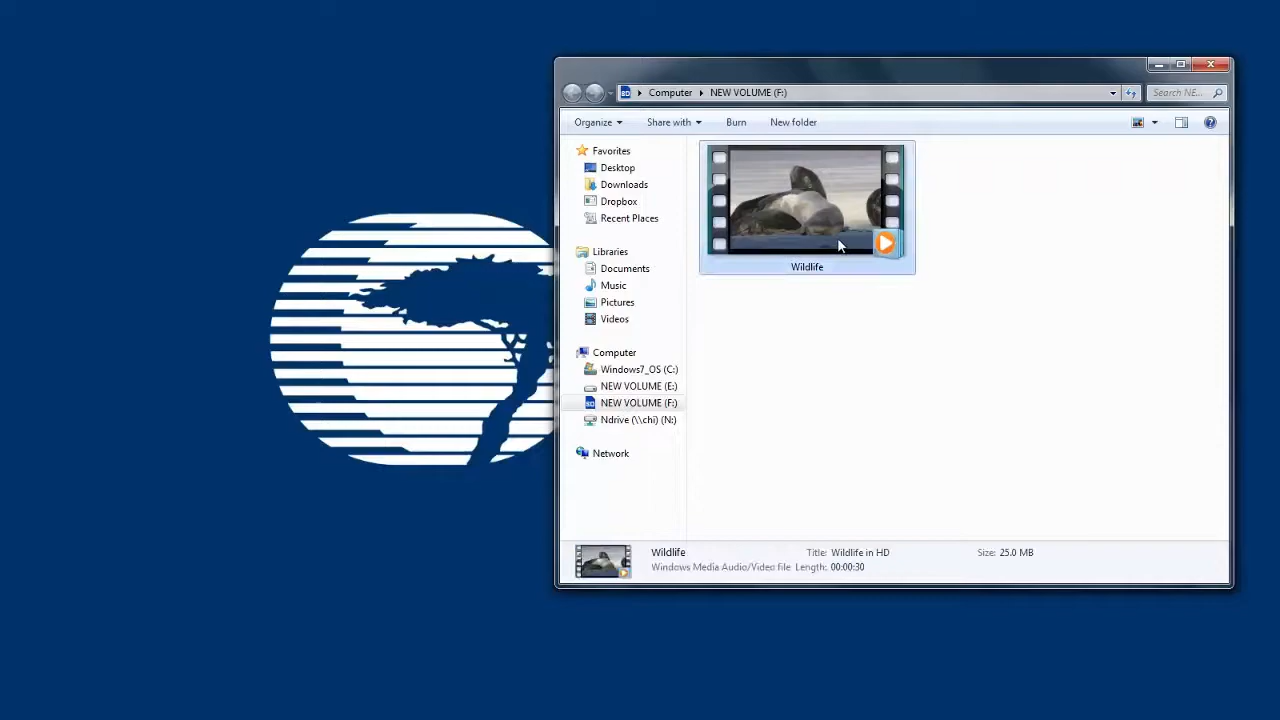 Computer NEW VOLUME (F:)
Search NE...
Organize Share with Burn New folder
Favorites
Desktop
Downloads
Dropbox
Recent Places
Libraries
Documents
Music
Pictures
Videos
Computer
Windows7_OS (C:)
NEW VOLUME (E:)
NEW VOLUME (F:)
Ndrive (\\chi) (N:)
Network
Wildlife
Wildlife Title: Wildlife in HD Size: 25.0 MB
Windows Media Audio/Video file Length: 00:00:30